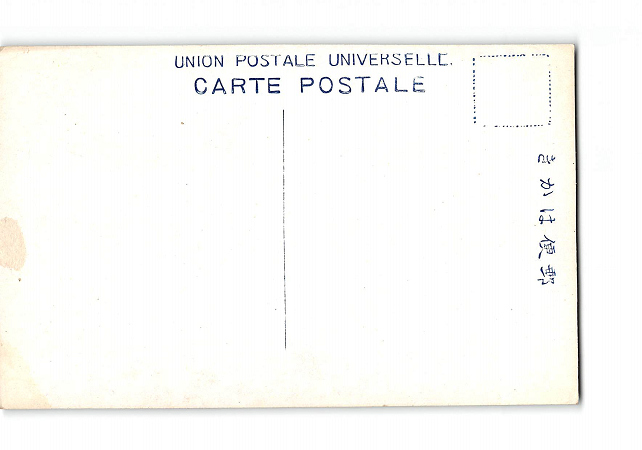 UNION POSTALE UNIVERSELLE.
CARTE POSTALE
きかは便郵